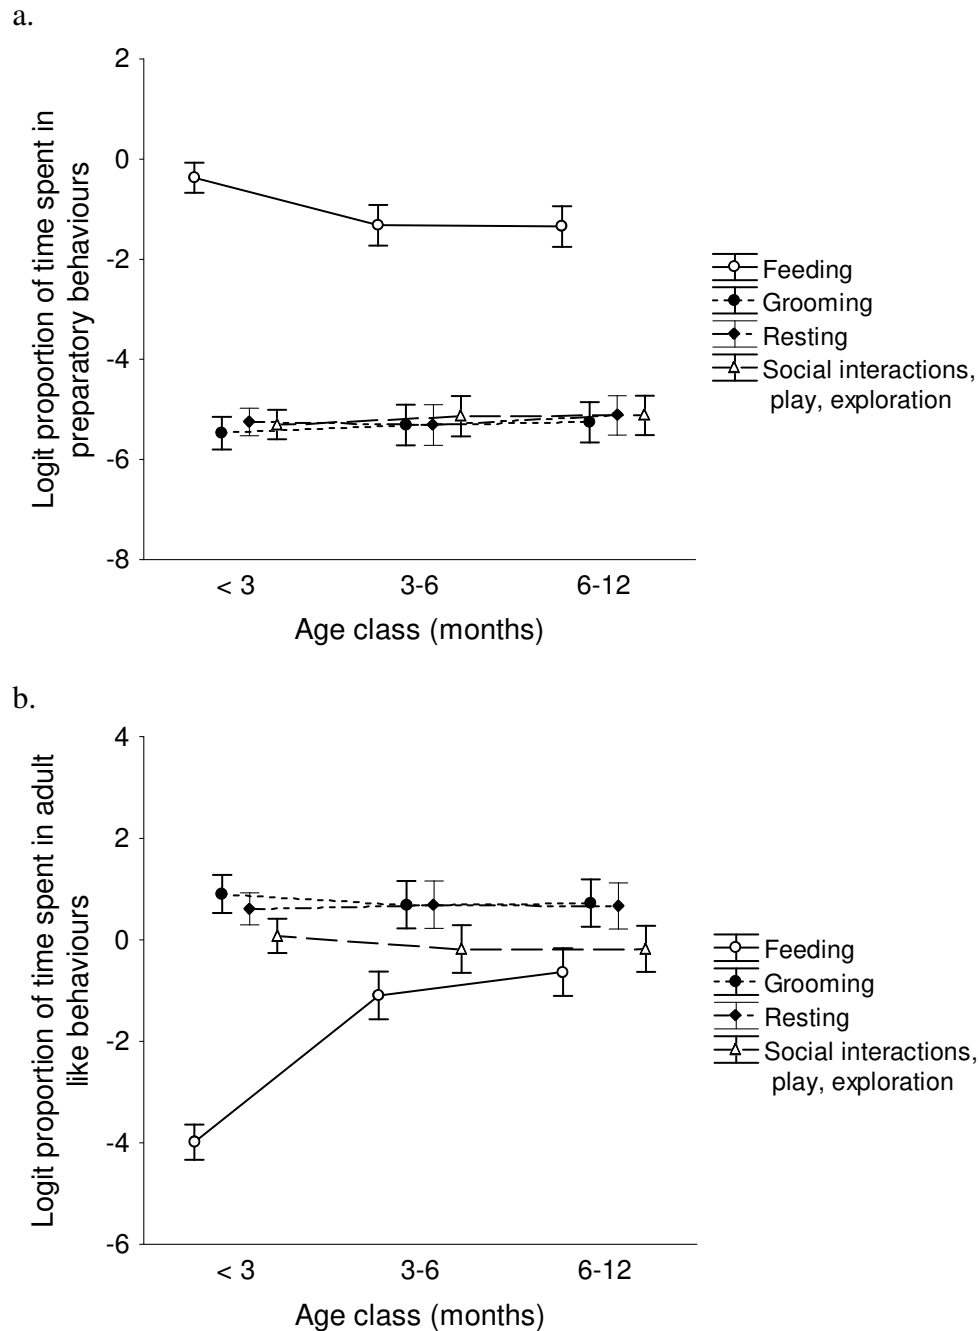 a.
2
0
-2
-4
-6
-8
Logit proportion of time spent in
preparatory behaviours
< 3
3-6
6-12
Age class (months)
Feeding
Grooming
Resting
Social interactions,
play, exploration
b.
4
2
0
-2
-4
-6
Logit proportion of time spent in adult
like behaviours
< 3
3-6
6-12
Age class (months)
Feeding
Grooming
Resting
Social interactions,
play, exploration